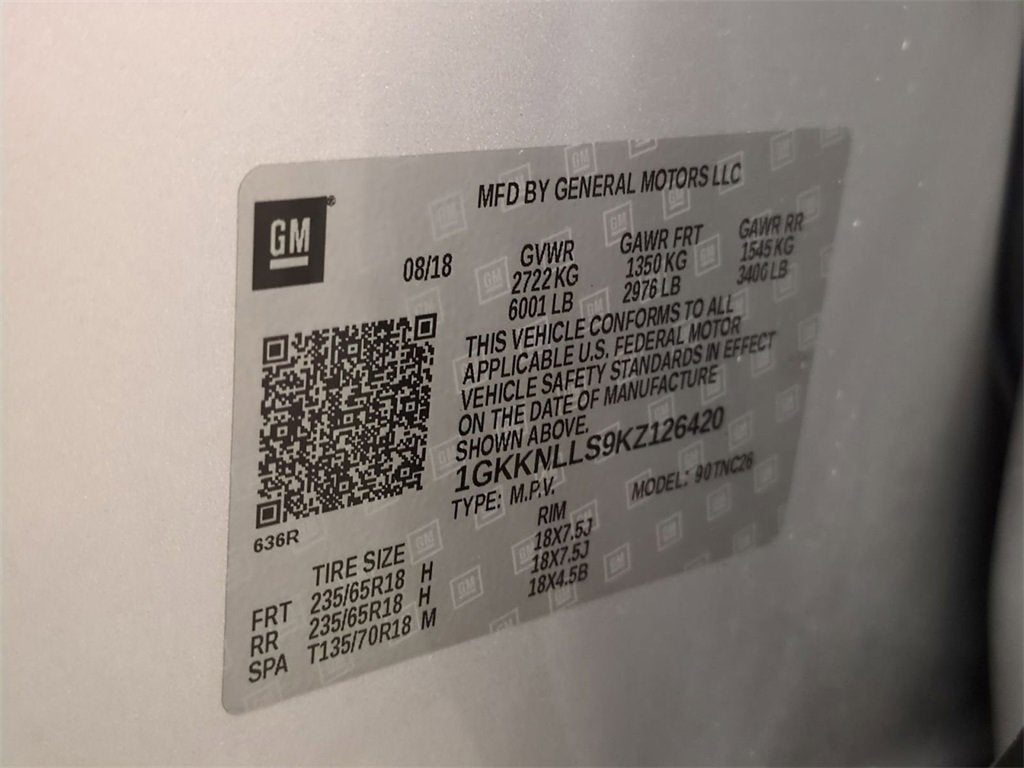 MFD BY GENERAL MOTORS LLC
GM
08/18
GVWR GAWR FRT GAWR RR
2722 KG 1350 KG 1545 KG
6001 LB 2976 LB 3406 LB
THIS VEHICLE CONFORMS TO ALL
APPLICABLE U.S. FEDERAL MOTOR
VEHICLE SAFETY STANDARDS IN EFFECT
ON THE DATE OF MANUFACTURE
SHOWN ABOVE.
1GKKNLLS9KZ126420
TYPE: M.P.V. MODEL: 90TNC26
636R
TIRE SIZE RIM
FRT 235/65R18 H 18X7.5J
RR 235/65R18 H 18X7.5J
SPA T135/70R18 M 18X4.5B